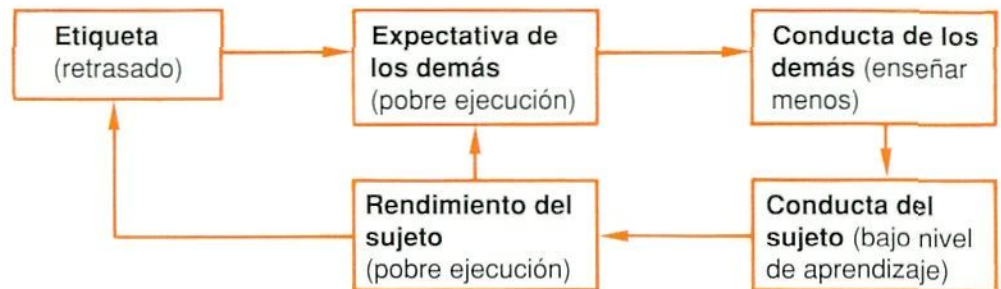 Etiqueta
(retrasado)
Expectativa de
los demás
(pobre ejecución)
Conducta de los
demás (enseñar
menos)
Rendimiento del
sujeto
(pobre ejecución)
Conducta del
sujeto (bajo nivel
de aprendizaje)